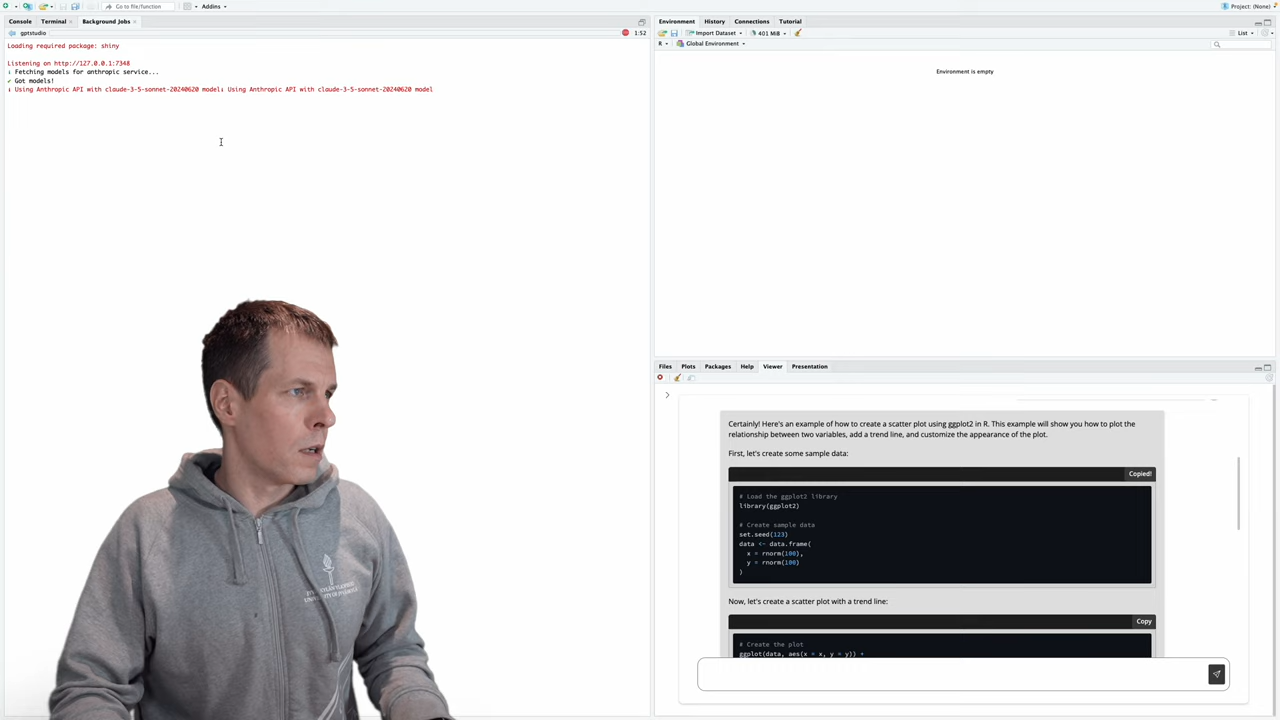 Addins
Go to file/function
Project: (None)
Console
Terminal
Background Jobs
gptstudio
1:52
Loading required package: shiny
Listening on http://127.0.0.1:7348
Fetching models for anthropic service...
✔ Got models!
Using Anthropic API with claude-3-5-sonnet-20240620 model
Using Anthropic API with claude-3-5-sonnet-20240620 model
Environment
History
Connections
Tutorial
Import Dataset
401 MiB
List
R
Global Environment
Environment is empty
Files
Plots
Packages
Help
Viewer
Presentation
Certainly! Here's an example of how to create a scatter plot using ggplot2 in R. This example will show you how to plot the
relationship between two variables, add a trend line, and customize the appearance of the plot.
First, let's create some sample data:
Copied!
# Load the ggplot2 library
library(ggplot2)
# Create sample data
set.seed(123)
data <- data.frame(
x = rnorm(100),
y = rnorm(100)
)
Now, let's create a scatter plot with a trend line:
Copy
# Create the plot
ggplot(data, aes(x = x, y = y)) +